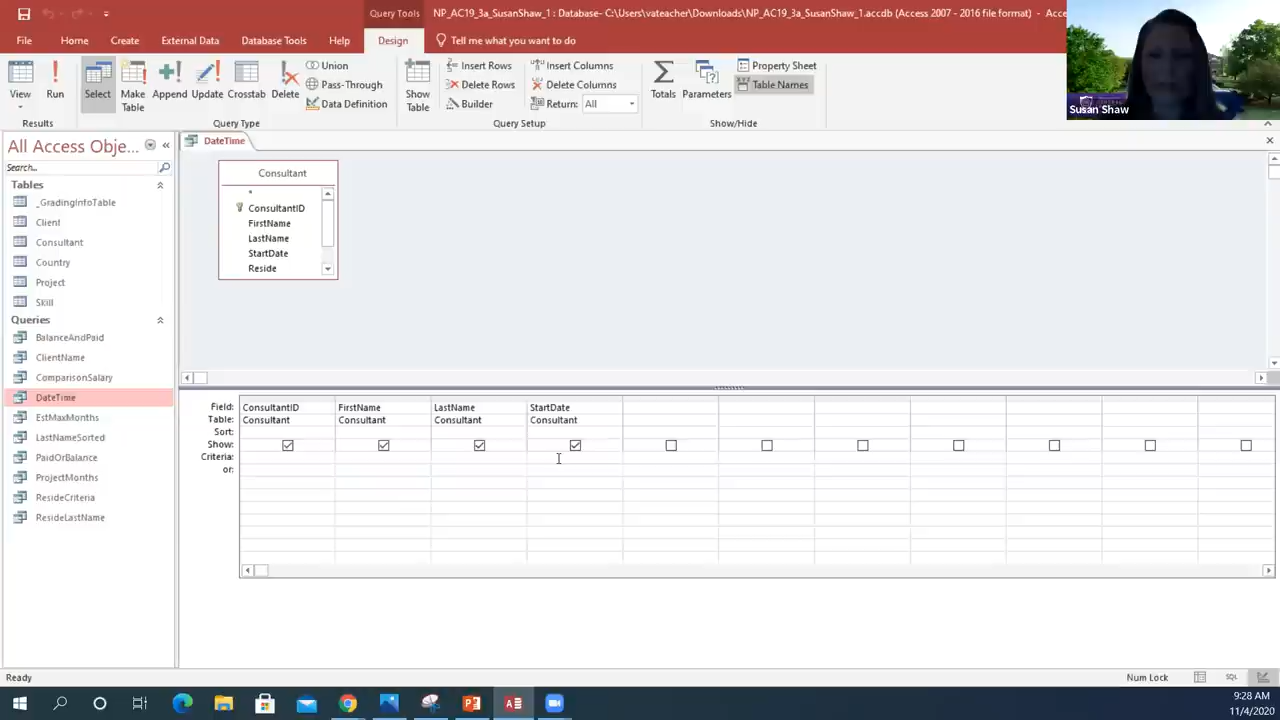 Query Tools
NP_AC19_3a_SusanShaw_1 : Database- C:\Users\vateacher\Downloads\NP_AC19_3a_SusanShaw_1.accdb (Access 2007 - 2016 file format) - Acce
File Home Create External Data Database Tools Help Design Tell me what you want to do
View
Run
Select
Make Table
Append
Update
Crosstab
Delete
Union
Pass-Through
Data Definition
Show Table
Insert Rows
Delete Rows
Builder
Insert Columns
Delete Columns
Return: All
Totals
Parameters
Property Sheet
Table Names
Results
Query Type
Query Setup
Show/Hide
Susan Shaw
All Access Obje...
Search...
Tables
_GradingInfoTable
Client
Consultant
Country
Project
Skill
Queries
BalanceAndPaid
ClientName
ComparisonSalary
DateTime
EstMaxMonths
LastNameSorted
PaidOrBalance
ProjectMonths
ResideCriteria
ResideLastName
DateTime
Consultant
*
ConsultantID
FirstName
LastName
StartDate
Reside
Field: ConsultantID FirstName LastName StartDate
Table: Consultant Consultant Consultant Consultant
Sort:
Show:
Criteria:
or:
Ready
Num Lock
SQL
9:28 AM
11/4/2020